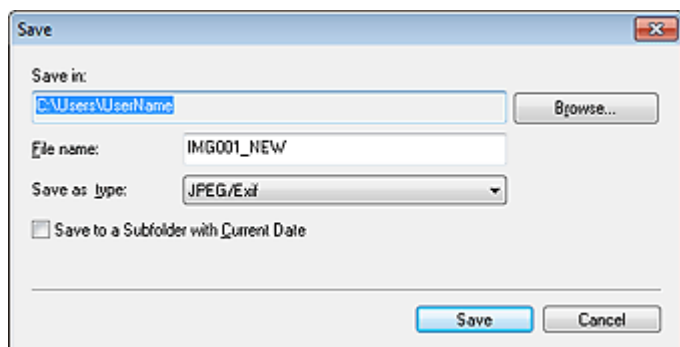 Save
Save in:
C:\Users\UserName
Browse...
File name:
IMG001_NEW
Save as type:
JPEG/Exif
Save to a Subfolder with Current Date
Save
Cancel